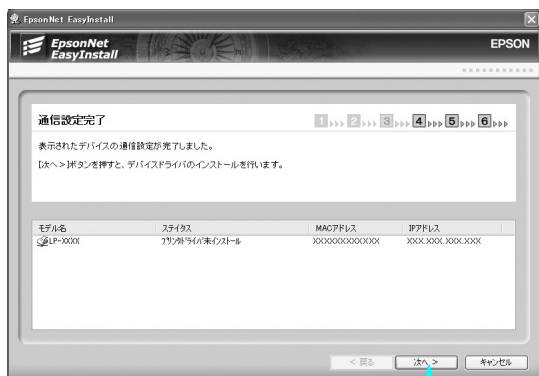 EpsonNet EasyInstall
EpsonNet
EasyInstall
EPSON
通信設定完了
1 2 3 4 5 6
表示されたデバイスの通信設定が完了しました。
[次へ >]ボタンを押すと、デバイスドライバのインストールを行います。
モデル名 ステイタス MACアドレス IPアドレス
LP-XXXX プリンタドライバ未インストール XXXXXXXXXXXX XXX.XXX.XXX.XXX
< 戻る 次へ > キャンセル